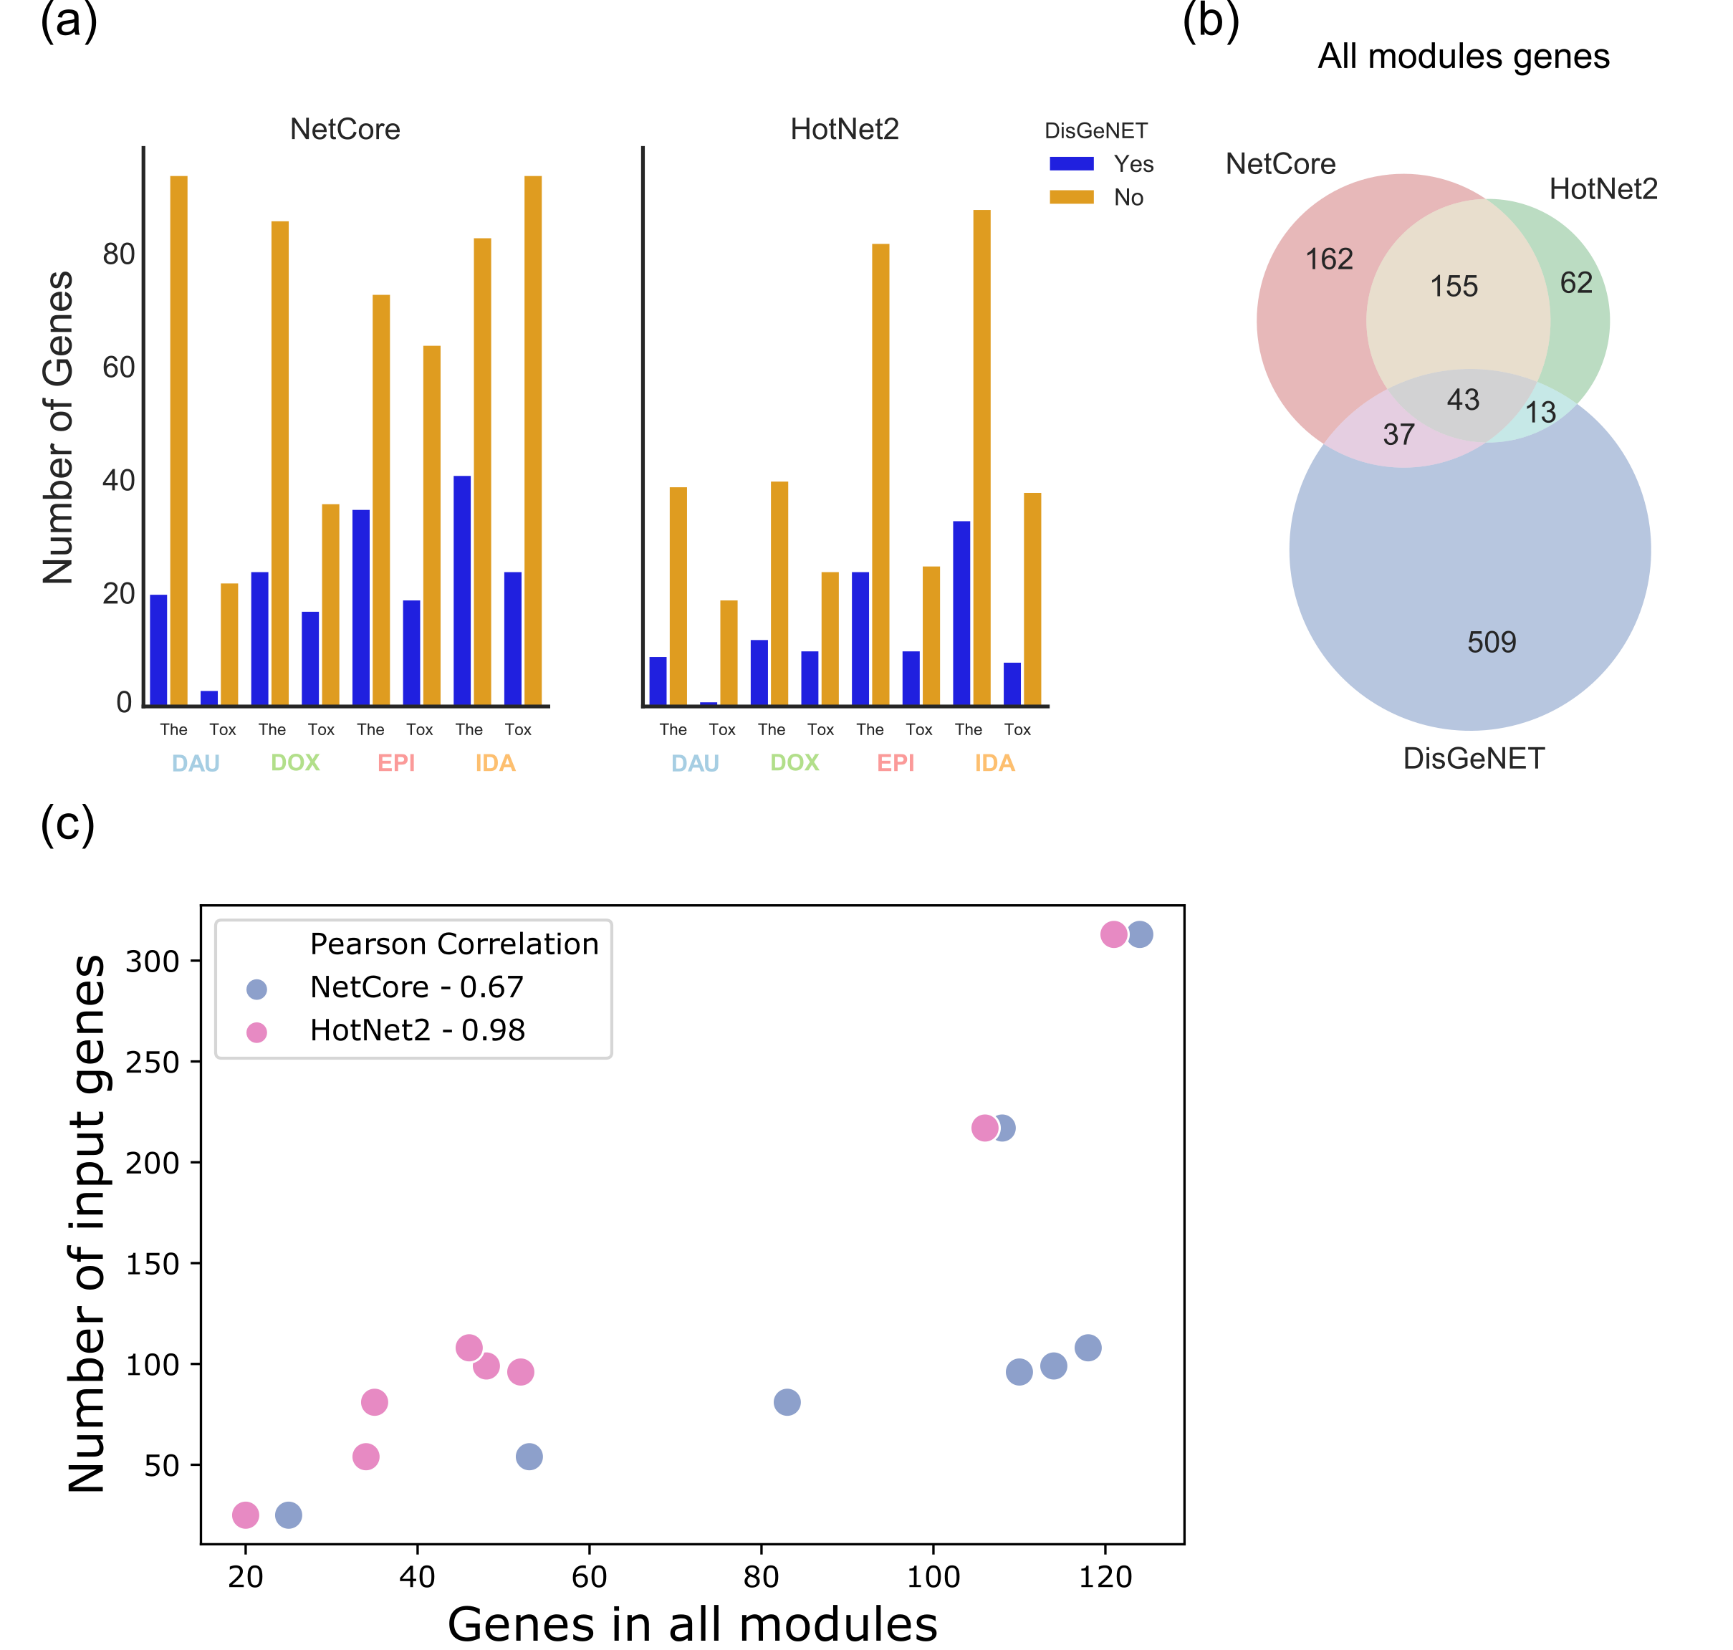 (a)
NetCore
HotNet2
DisGeNET
Yes
No
Number of Genes
80
60
40
20
0
The Tox The Tox The Tox The Tox
DAU DOX EPI IDA
The Tox The Tox The Tox The Tox
DAU DOX EPI IDA
(b)
All modules genes
NetCore
HotNet2
162
155
62
43
13
37
509
DisGeNET
(c)
Pearson Correlation
NetCore - 0.67
HotNet2 - 0.98
Number of input genes
300
250
200
150
100
50
20 40 60 80 100 120
Genes in all modules